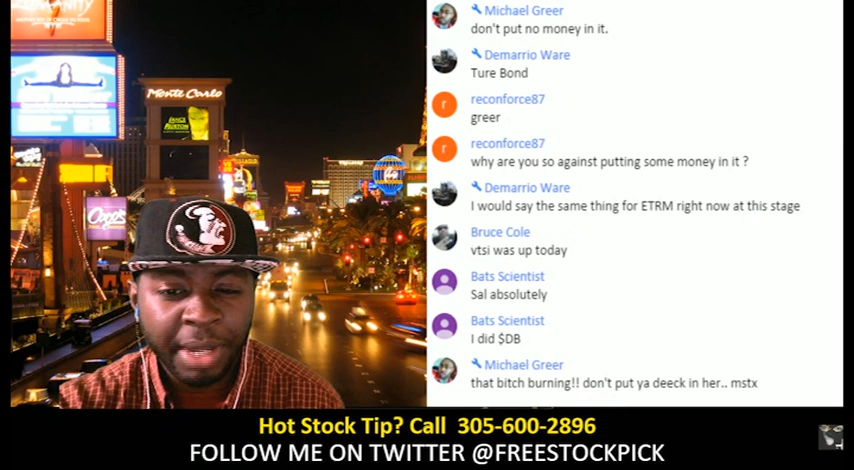 Monte Carlo
LANCE
BURTON
Michael Greer
don't put no money in it.
Demarrio Ware
Ture Bond
reconforce87
greer
reconforce87
why are you so against putting some money in it ?
Demarrio Ware
I would say the same thing for ETRM right now at this stage
Bruce Cole
vtsi was up today
Bats Scientist
Sal absolutely
Bats Scientist
I did $DB
Michael Greer
that bitch burning!! don't put ya deeck in her.. mstx
Hot Stock Tip? Call 305-600-2896
FOLLOW ME ON TWITTER @FREESTOCKPICK